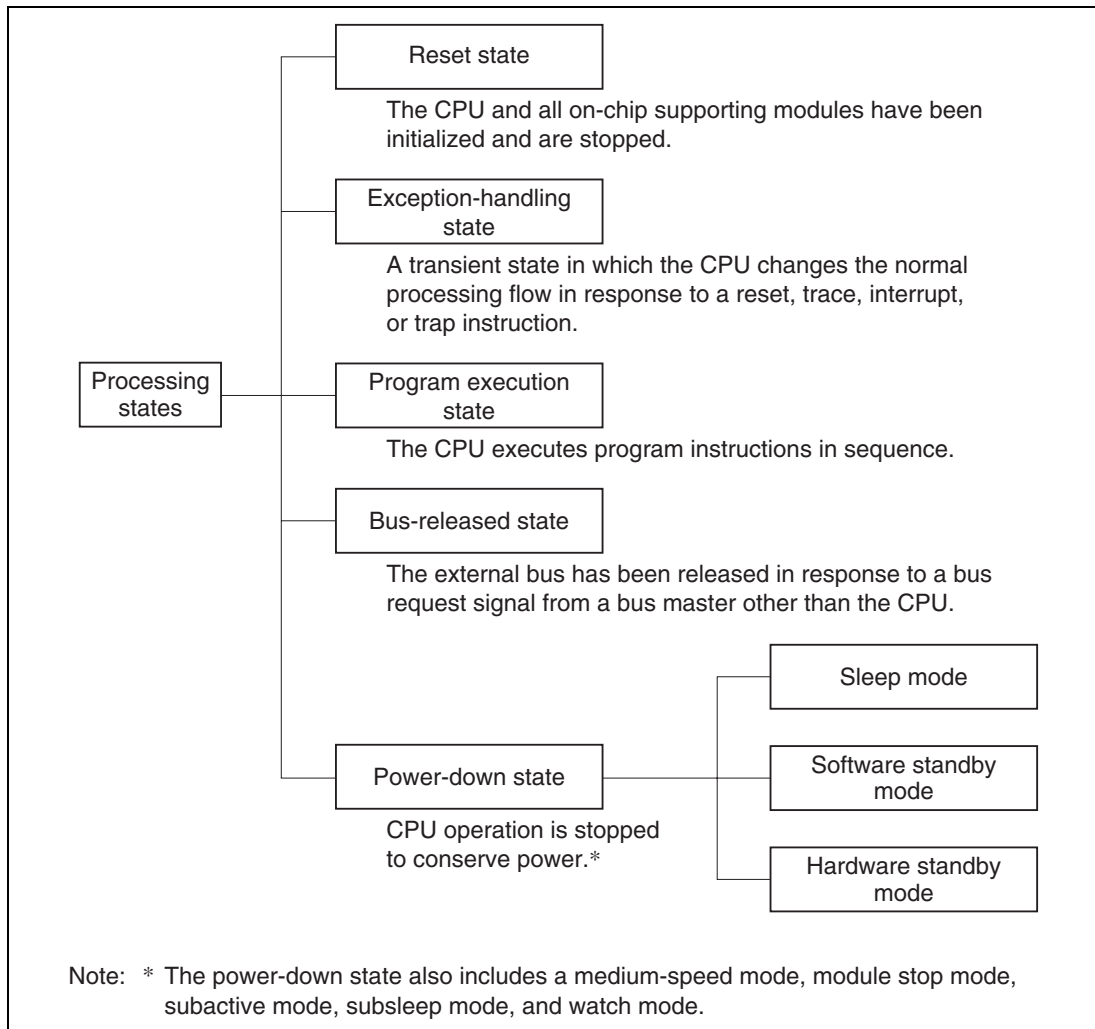 Reset state
The CPU and all on-chip supporting modules have been
initialized and are stopped.
Exception-handling
state
A transient state in which the CPU changes the normal
processing flow in response to a reset, trace, interrupt,
or trap instruction.
Processing
states
Program execution
state
The CPU executes program instructions in sequence.
Bus-released state
The external bus has been released in response to a bus
request signal from a bus master other than the CPU.
Sleep mode
Power-down state
CPU operation is stopped
to conserve power.*
Software standby
mode
Hardware standby
mode
Note: * The power-down state also includes a medium-speed mode, module stop mode,
subactive mode, subsleep mode, and watch mode.